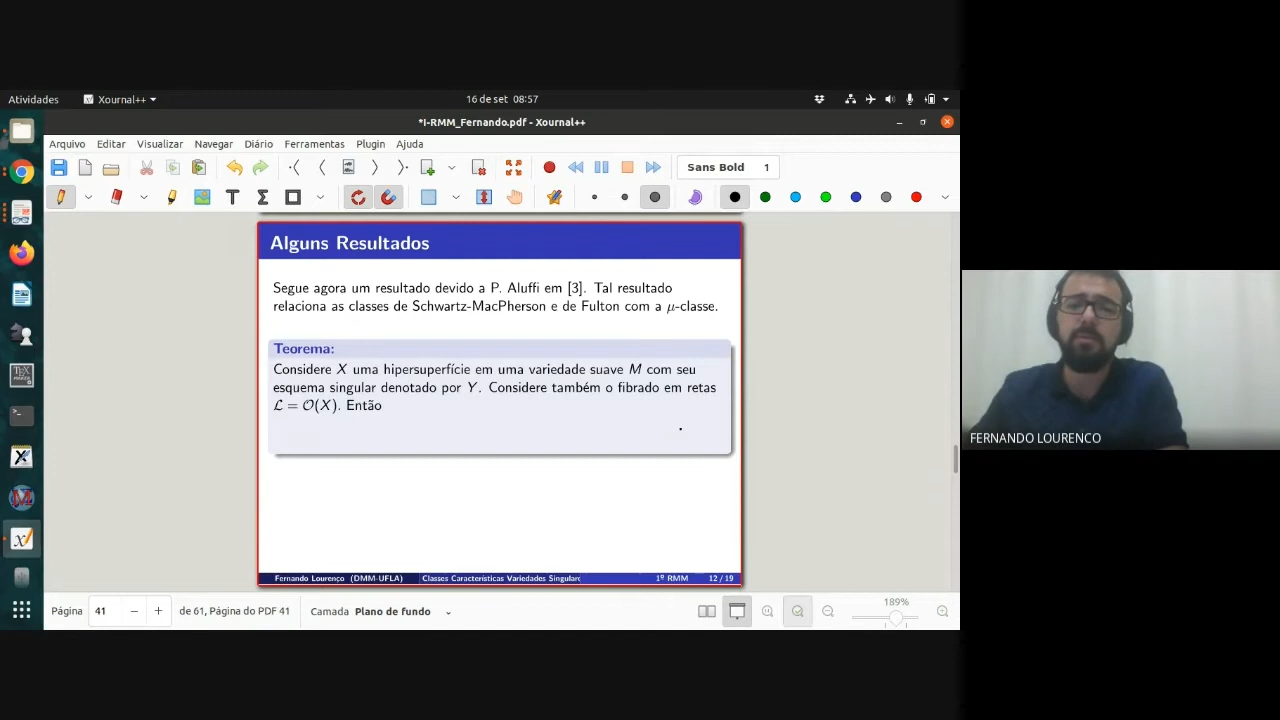 Atividades
Xournal++
16 de set 08:57
*I-RMM_Fernando.pdf - Xournal++
Arquivo Editar Visualizar Navegar Diário Ferramentas Plugin Ajuda
Sans Bold 1
Alguns Resultados
Segue agora um resultado devido a P. Aluffi em [3]. Tal resultado
relaciona as classes de Schwartz-MacPherson e de Fulton com a μ-classe.
Teorema:
Considere X uma hipersuperfície em uma variedade suave M com seu
esquema singular denotado por Y. Considere também o fibrado em retas
ℒ = 𝒪(X). Então
.
FERNANDO LOURENCO
Fernando Lourenço (DMM-UFLA) Classes Características Variedades Singulare 1º RMM 12 / 19
Página 41 − + de 61, Página do PDF 41 Camada Plano de fundo 189%